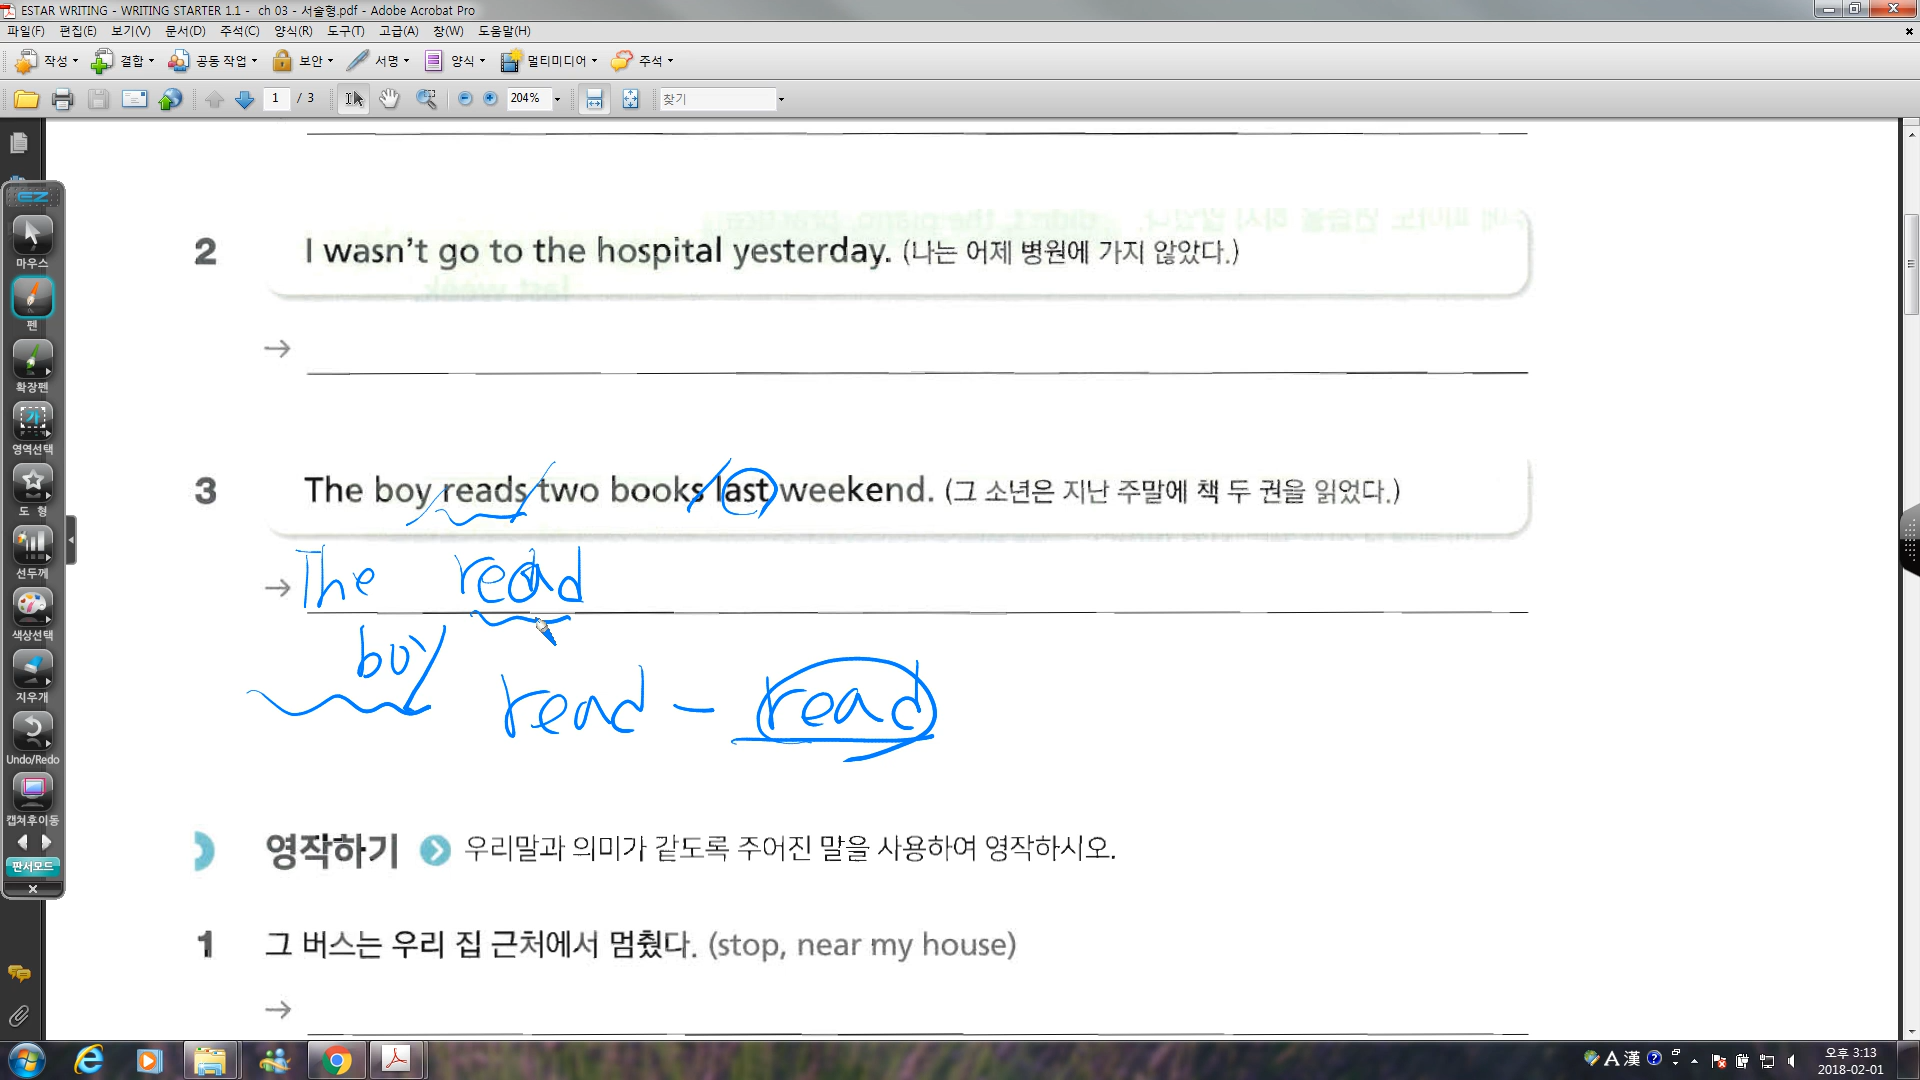 ESTAR WRITING - WRITING STARTER 1.1 - ch 03 - 서술형.pdf - Adobe Acrobat Pro
파일(F) 편집(E) 보기(V) 문서(D) 주석(C) 양식(R) 도구(T) 고급(A) 창(W) 도움말(H)
작성 결합 공동 작업 보안 서명 양식 멀티미디어 주석
1 / 3 204% 찾기
EZ
마우스
펜
확장펜
영역선택
도 형
선두께
색상선택
지우개
Undo/Redo
캡쳐후이동
판서모드
x
2 I wasn't go to the hospital yesterday. (나는 어제 병원에 가지 않았다.)
→
3 The boy reads two books last weekend. (그 소년은 지난 주말에 책 두 권을 읽었다.)
→ The read
boy
read - read
영작하기 우리말과 의미가 같도록 주어진 말을 사용하여 영작하시오.
1 그 버스는 우리 집 근처에서 멈췄다. (stop, near my house)
→
A 漢 오후 3:13
2018-02-01